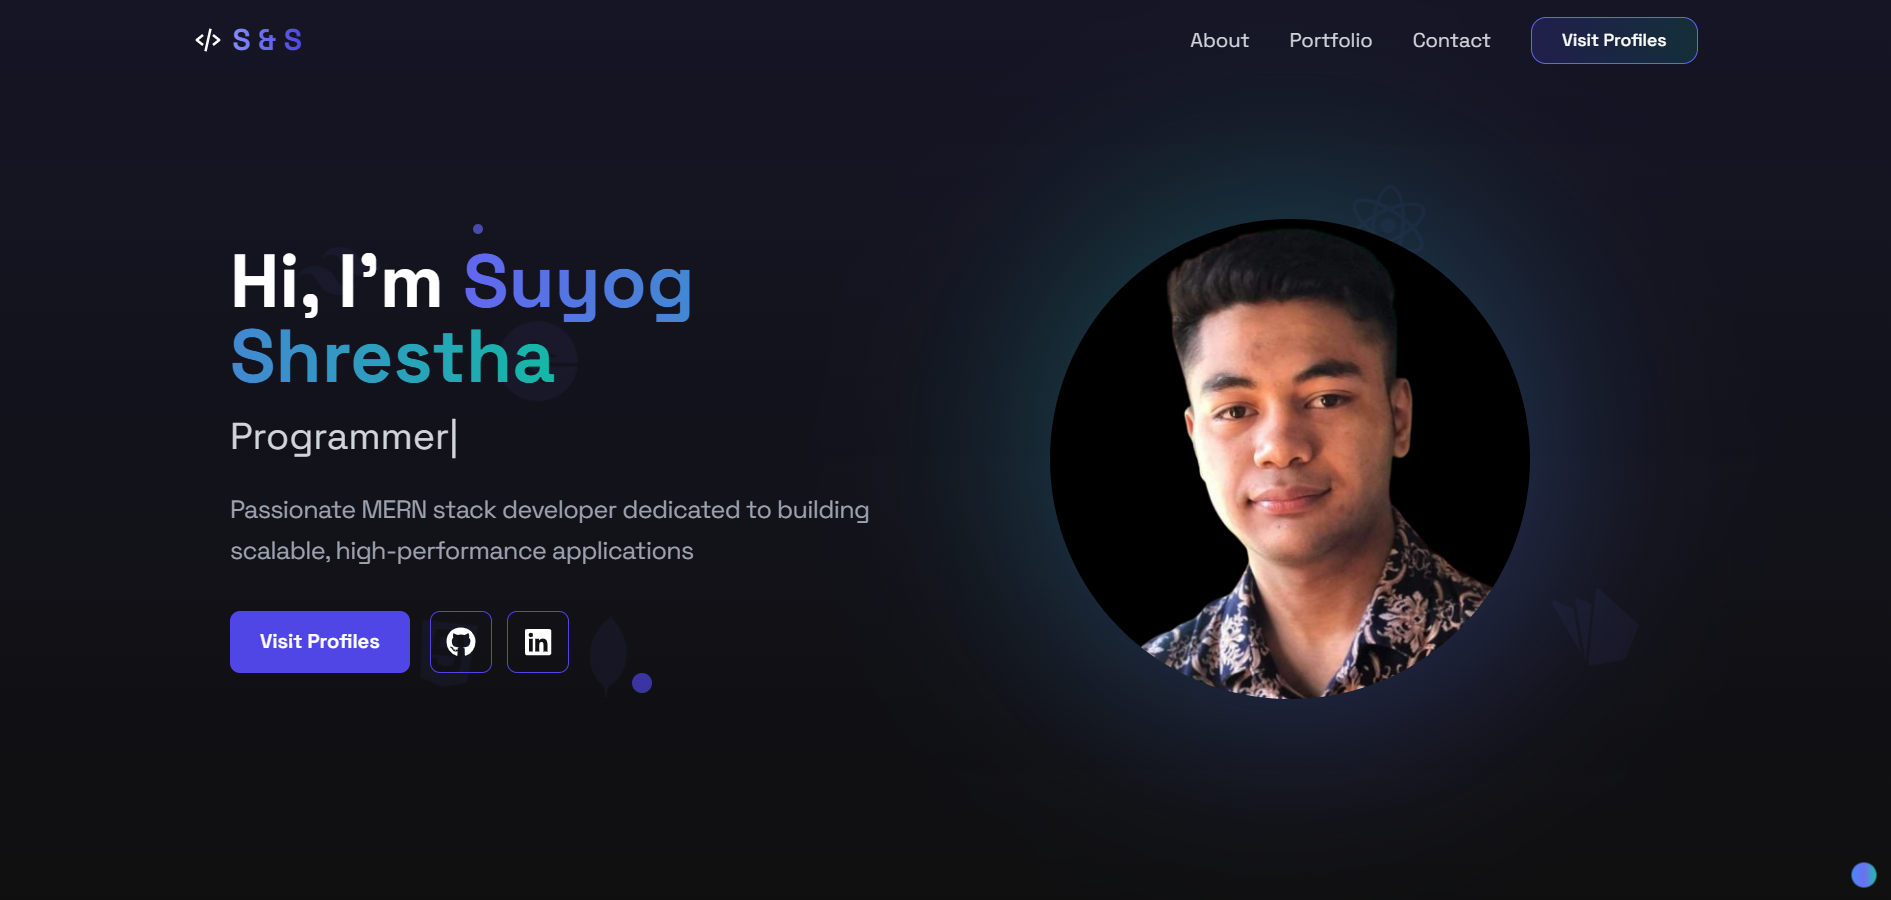 </> S & S
About Portfolio Contact Visit Profiles
Hi, I’m Suyog
Shrestha
Programmer|
Passionate MERN stack developer dedicated to building
scalable, high-performance applications
Visit Profiles in